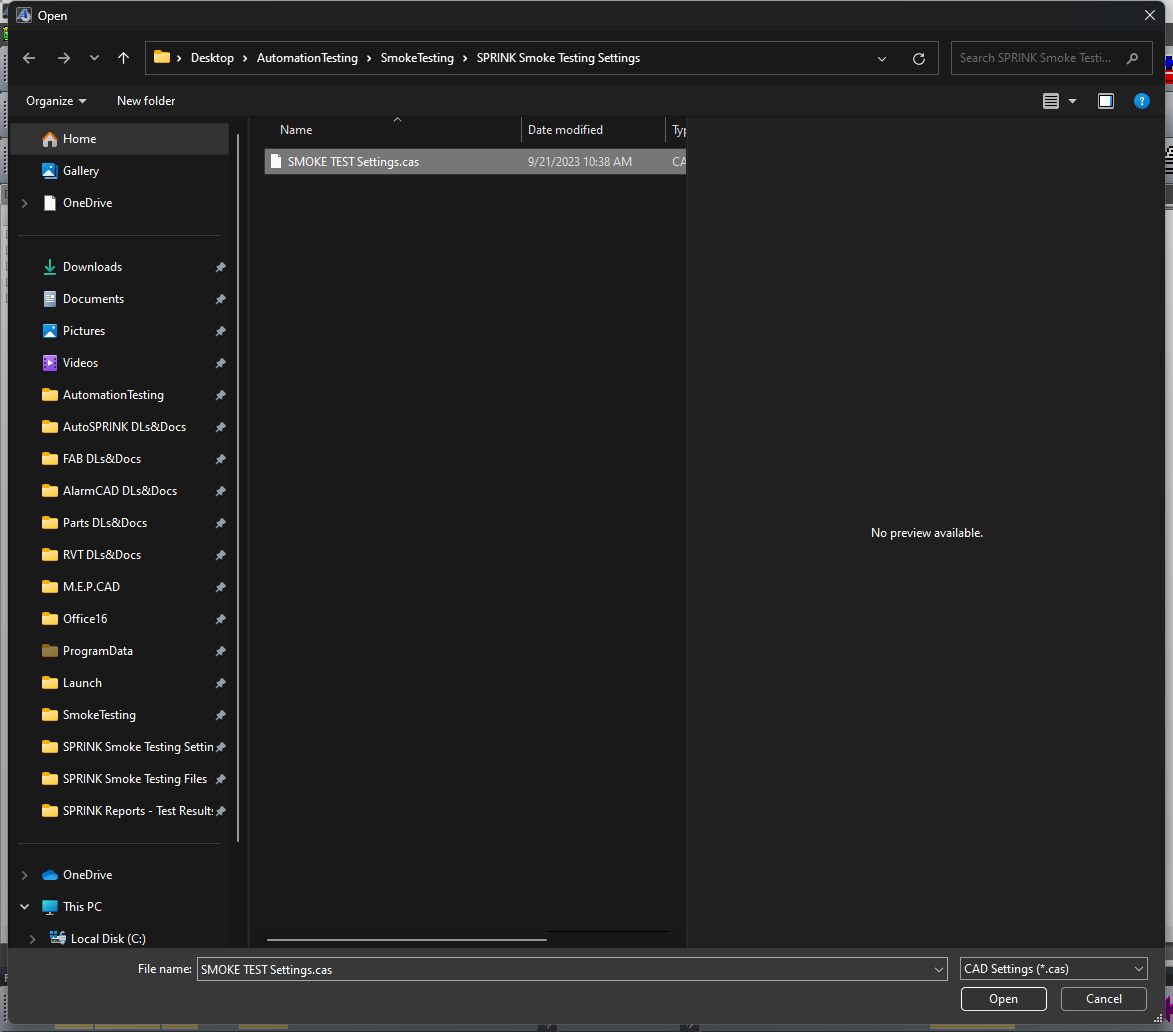 Open
Desktop > AutomationTesting > SmokeTesting > SPRINK Smoke Testing Settings
Search SPRINK Smoke Testi...
Organize
New folder
?
Name
Date modified
Typ
SMOKE TEST Settings.cas
9/21/2023 10:38 AM
CA
Home
Gallery
OneDrive
Downloads
Documents
Pictures
Videos
AutomationTesting
AutoSPRINK DLs&Docs
FAB DLs&Docs
AlarmCAD DLs&Docs
Parts DLs&Docs
RVT DLs&Docs
M.E.P.CAD
Office16
ProgramData
Launch
SmokeTesting
SPRINK Smoke Testing Settin
SPRINK Smoke Testing Files
SPRINK Reports - Test Results
OneDrive
This PC
Local Disk (C:)
No preview available.
File name:
SMOKE TEST Settings.cas
CAD Settings (*.cas)
Open
Cancel